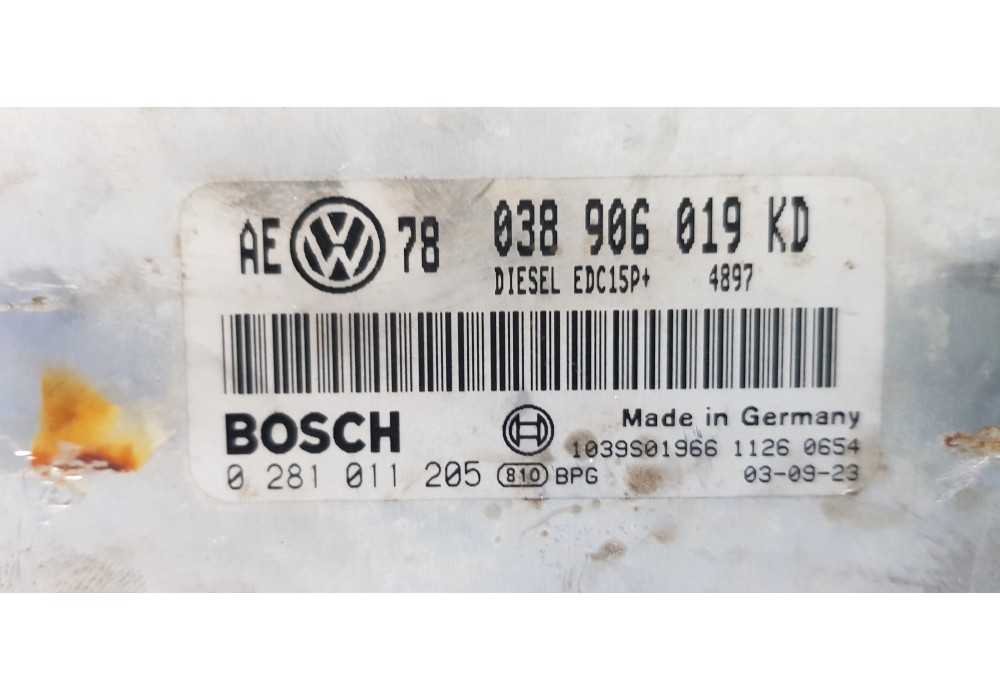 AE VW 78 038 906 019 KD
DIESEL EDC15P+ 4897
BOSCH
Made in Germany
1039S01966 1126 0654
0 281 011 205 810 BPG 03-09-23